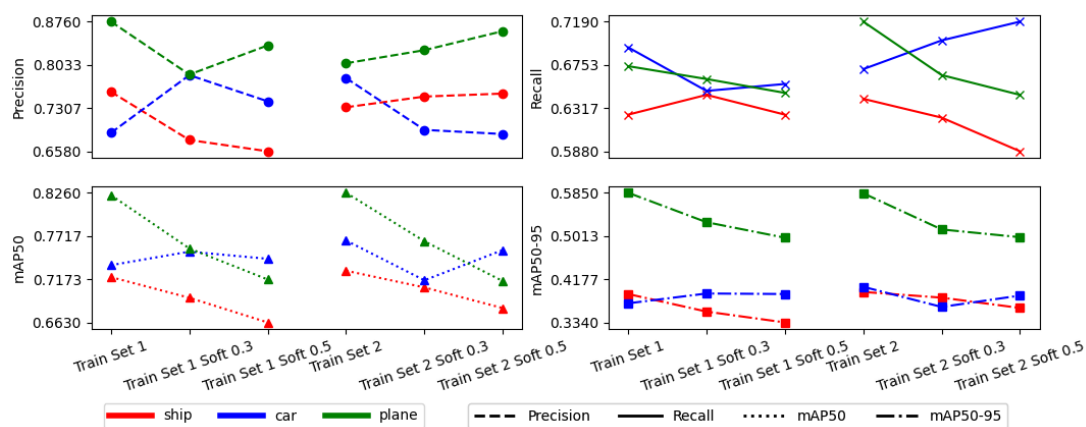 Precision
0.8760
0.8033
0.7307
0.6580
Recall
0.7190
0.6753
0.6317
0.5880
mAP50
0.8260
0.7717
0.7173
0.6630
mAP50-95
0.5850
0.5013
0.4177
0.3340
Train Set 1
Train Set 1 Soft 0.3
Train Set 1 Soft 0.5
Train Set 2
Train Set 2 Soft 0.3
Train Set 2 Soft 0.5
Train Set 1
Train Set 1 Soft 0.3
Train Set 1 Soft 0.5
Train Set 2
Train Set 2 Soft 0.3
Train Set 2 Soft 0.5
ship car plane
Precision Recall mAP50 mAP50-95